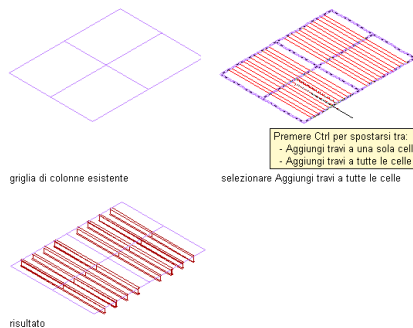 Premere Ctrl per spostarsi tra:
- Aggiungi travi a una sola cell
- Aggiungi travi a tutte le celle
griglia di colonne esistente
selezionare Aggiungi travi a tutte le celle
risultato